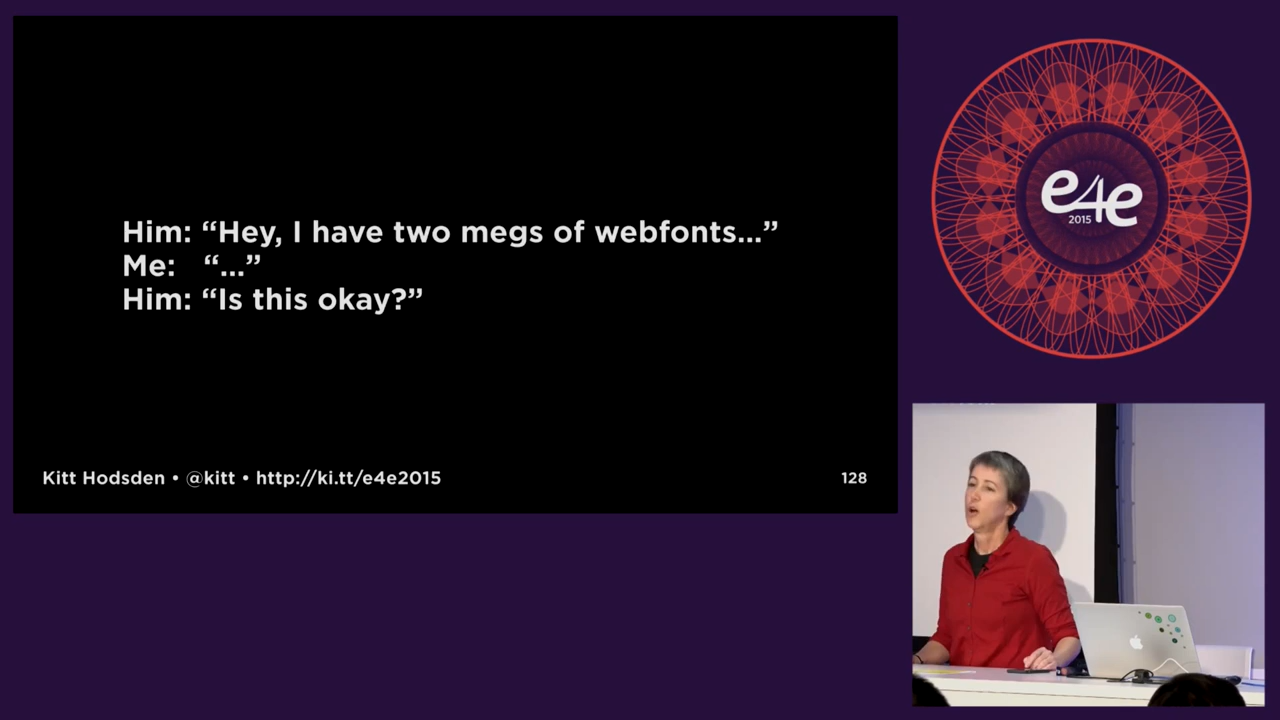 Him: “Hey, I have two megs of webfonts...”
Me: “...”
Him: “Is this okay?”
Kitt Hodsden • @kitt • http://ki.tt/e4e2015
128
e4e
2015